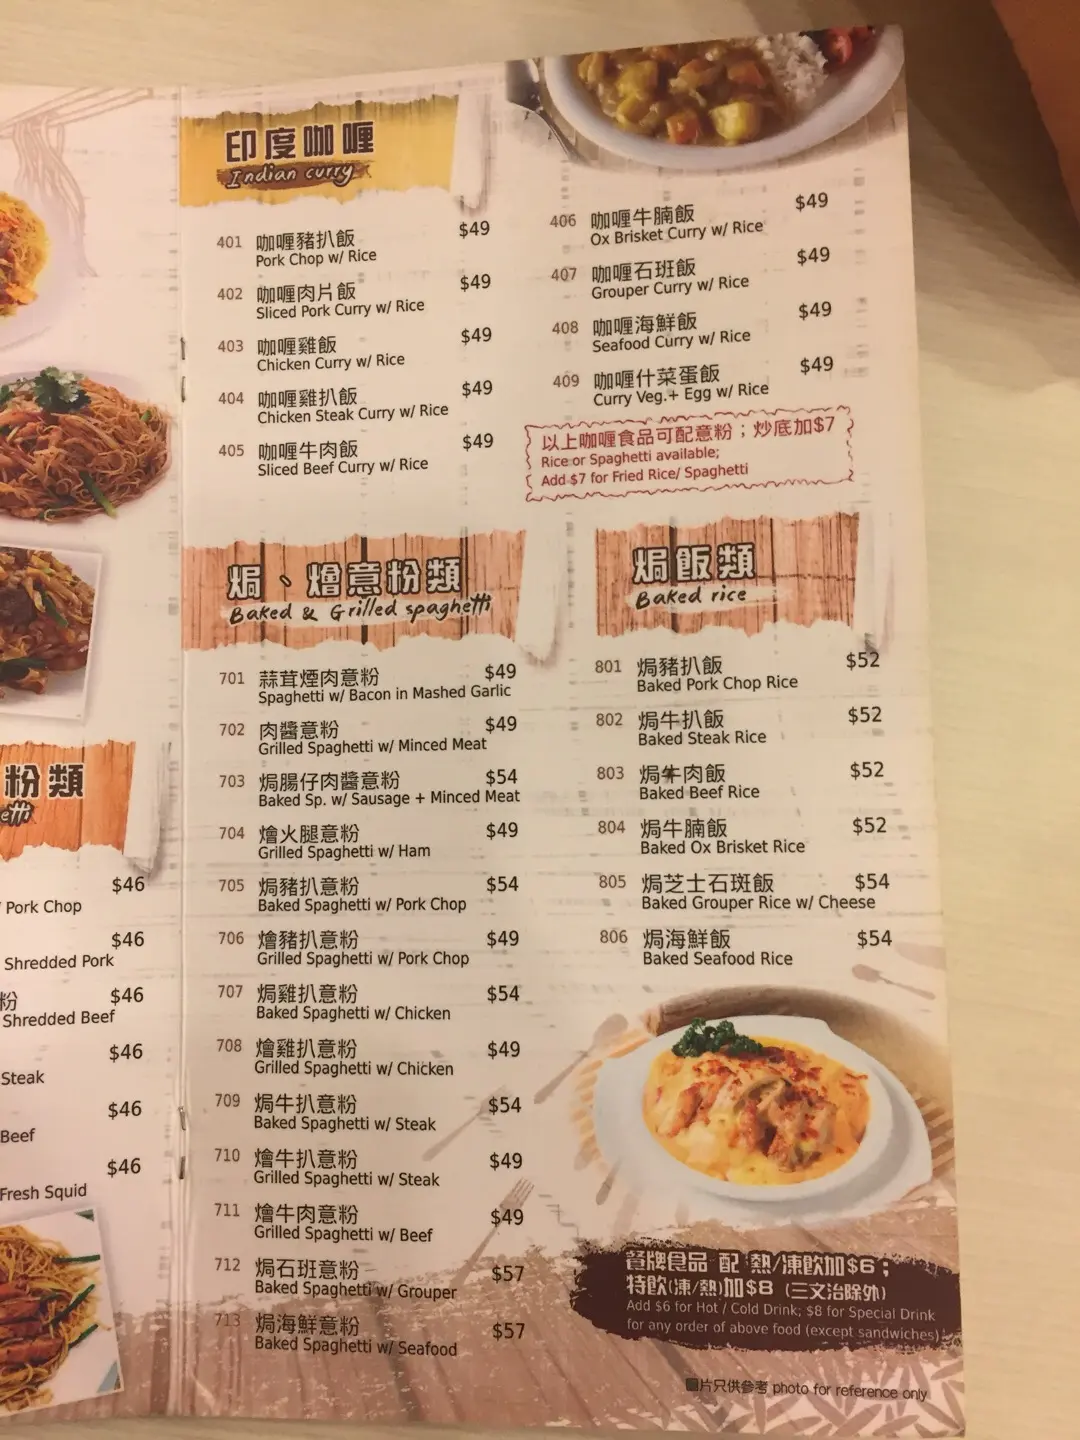 粉類
etti
$46
Pork Chop
$46
Shredded Pork
粉
$46
Shredded Beef
$46
Steak
$46
Beef
$46
Fresh Squid
印度咖喱
Indian curry
401 咖喱豬扒飯 $49
Pork Chop w/ Rice
402 咖喱肉片飯 $49
Sliced Pork Curry w/ Rice
403 咖喱雞飯 $49
Chicken Curry w/ Rice
404 咖喱雞扒飯 $49
Chicken Steak Curry w/ Rice
405 咖喱牛肉飯 $49
Sliced Beef Curry w/ Rice
406 咖喱牛腩飯 $49
Ox Brisket Curry w/ Rice
407 咖喱石班飯 $49
Grouper Curry w/ Rice
408 咖喱海鮮飯 $49
Seafood Curry w/ Rice
409 咖喱什菜蛋飯 $49
Curry Veg.+ Egg w/ Rice
以上咖喱食品可配意粉；炒底加$7
Rice or Spaghetti available;
Add $7 for Fried Rice/ Spaghetti
焗、燴意粉類
Baked & Grilled spaghetti
701 蒜茸煙肉意粉 $49
Spaghetti w/ Bacon in Mashed Garlic
702 肉醬意粉 $49
Grilled Spaghetti w/ Minced Meat
703 焗腸仔肉醬意粉 $54
Baked Sp. w/ Sausage + Minced Meat
704 燴火腿意粉 $49
Grilled Spaghetti w/ Ham
705 焗豬扒意粉 $54
Baked Spaghetti w/ Pork Chop
706 燴豬扒意粉 $49
Grilled Spaghetti w/ Pork Chop
707 焗雞扒意粉 $54
Baked Spaghetti w/ Chicken
708 燴雞扒意粉 $49
Grilled Spaghetti w/ Chicken
709 焗牛扒意粉 $54
Baked Spaghetti w/ Steak
710 燴牛扒意粉 $49
Grilled Spaghetti w/ Steak
711 燴牛肉意粉 $49
Grilled Spaghetti w/ Beef
712 焗石班意粉 $57
Baked Spaghetti w/ Grouper
713 焗海鮮意粉 $57
Baked Spaghetti w/ Seafood
焗飯類
Baked rice
801 焗豬扒飯 $52
Baked Pork Chop Rice
802 焗牛扒飯 $52
Baked Steak Rice
803 焗牛肉飯 $52
Baked Beef Rice
804 焗牛腩飯 $52
Baked Ox Brisket Rice
805 焗芝士石斑飯 $54
Baked Grouper Rice w/ Cheese
806 焗海鮮飯 $54
Baked Seafood Rice
餐牌食品 配 熱/凍飲加$6；
特飲(凍/熱)加$8 (三文治除外)
Add $6 for Hot / Cold Drink; $8 for Special Drink
for any order of above food (except sandwiches)
片只供參考 photo for reference only